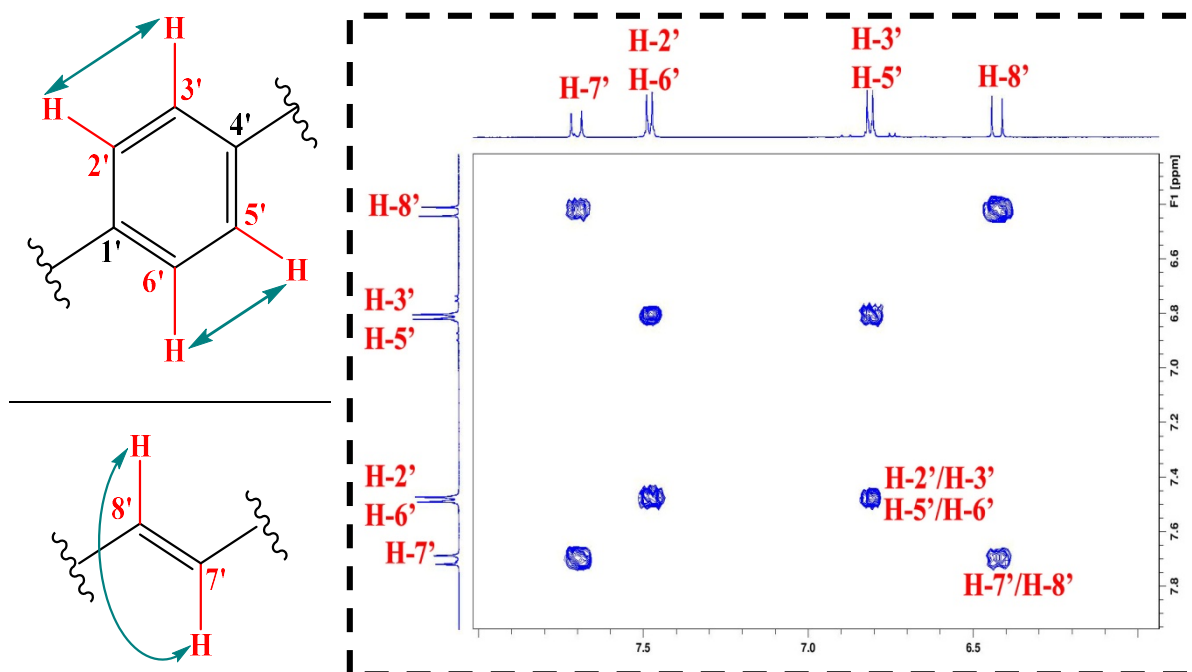 H
H
3'
4'
2'
5'
1'
6'
H
H
H
8'
7'
H
H-2’ H-3’
H-7’ H-6’ H-5’ H-8’
H-8’
H-3’
H-5’
H-2’
H-6’
H-7’
H-2’/H-3’
H-5’/H-6’
H-7’/H-8’
F1 [ppm]
6.6
6.8
7.0
7.2
7.4
7.6
7.8
7.5 7.0 6.5